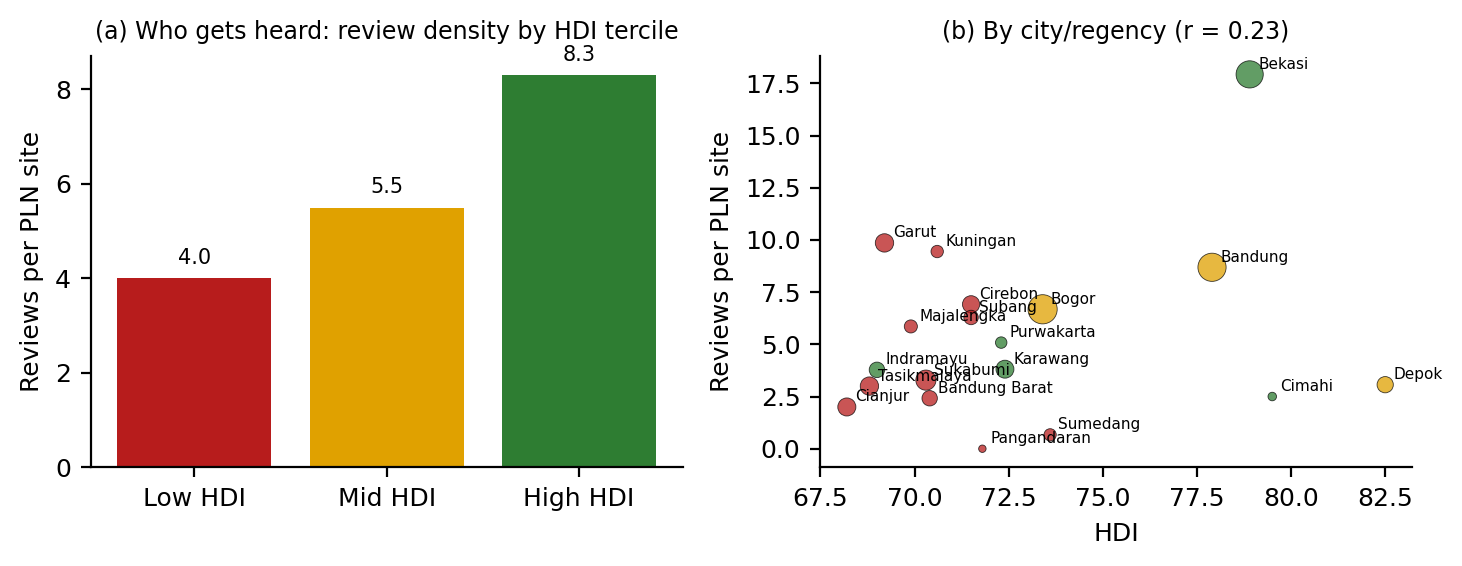 (a) Who gets heard: review density by HDI tercile
8.3
5.5
4.0
8
6
4
2
0
Reviews per PLN site
Low HDI
Mid HDI
High HDI
(b) By city/regency (r = 0.23)
17.5
15.0
12.5
10.0
7.5
5.0
2.5
0.0
Reviews per PLN site
Bekasi
Garut
Kuningan
Bandung
Cirebon
Bogor
Subang
Majalengka
Purwakarta
Indramayu
Karawang
Sukabumi
Tasikmalaya
Bandung Barat
Cianjur
Cimahi
Depok
Sumedang
Pangandaran
67.5
70.0
72.5
75.0
77.5
80.0
82.5
HDI